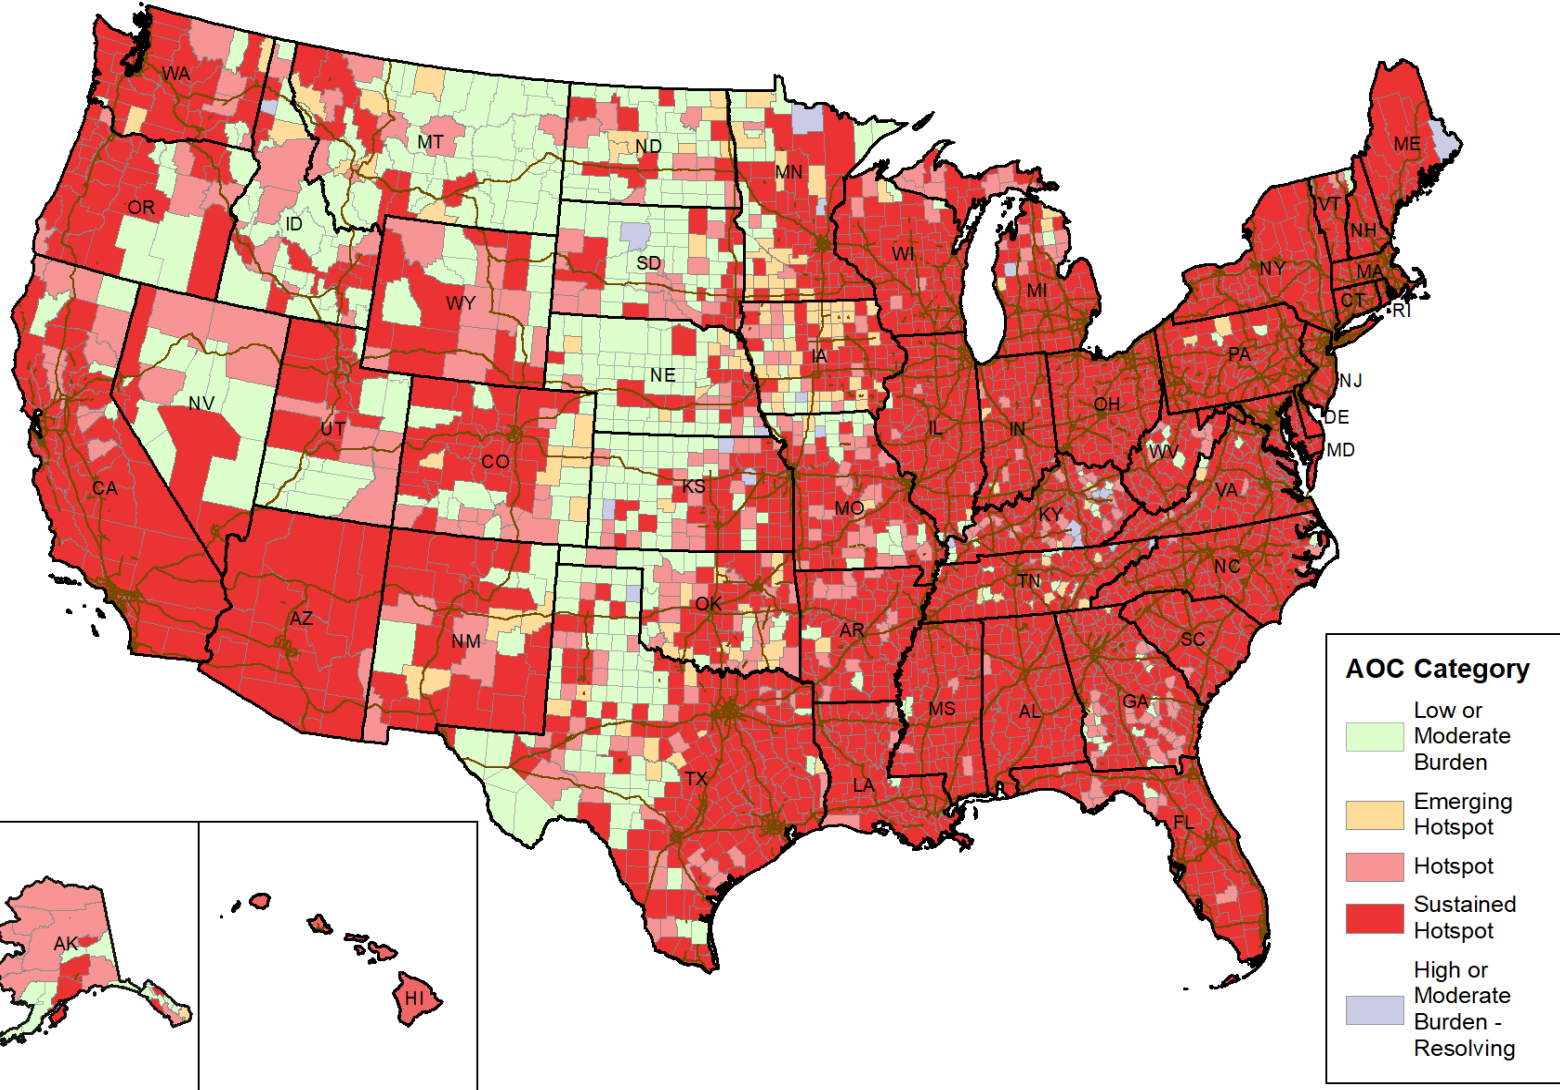 WA
MT
ND
MN
ME
OR
ID
SD
WI
VT
NH
NY
MA
MI
CT
RI
WY
IA
PA
NE
NJ
NV
UT
IL
IN
OH
DE
MD
CO
WV
CA
KS
MO
VA
KY
AZ
NM
OK
AR
TN
NC
SC
MS
AL
GA
TX
LA
FL
AK
HI
AOC Category
Low or
Moderate
Burden
Emerging
Hotspot
Hotspot
Sustained
Hotspot
High or
Moderate
Burden -
Resolving